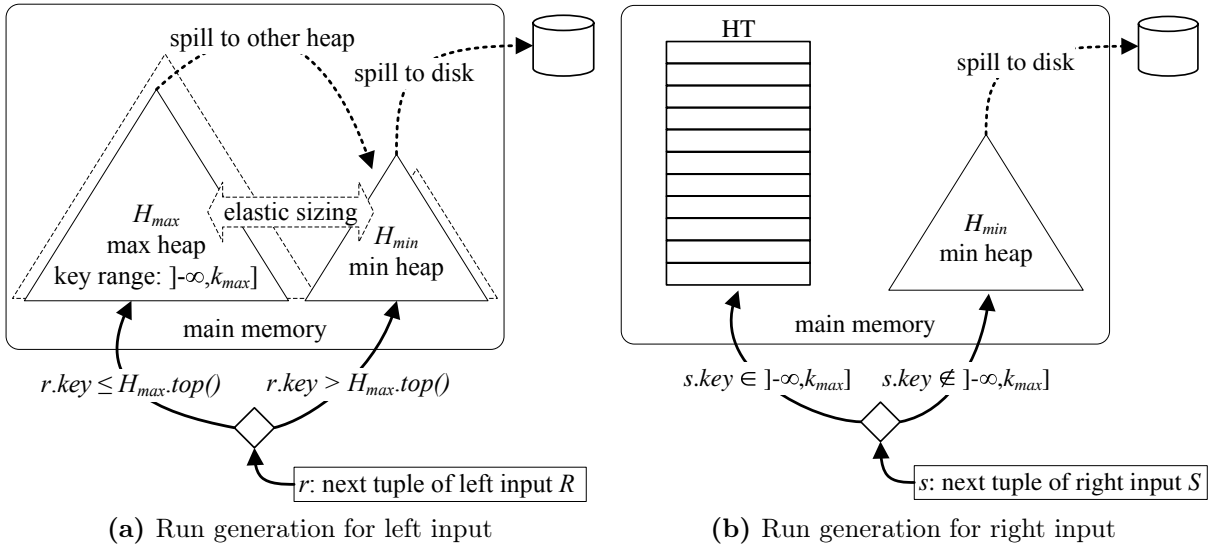 spill to other heap
spill to disk
elastic sizing
H_max
max heap
key range: ]-∞,k_max]
H_min
min heap
main memory
r.key ≤ H_max.top()
r.key > H_max.top()
r: next tuple of left input R
(a) Run generation for left input
HT
spill to disk
H_min
min heap
main memory
s.key ∈ ]-∞,k_max]
s.key ∉ ]-∞,k_max]
s: next tuple of right input S
(b) Run generation for right input